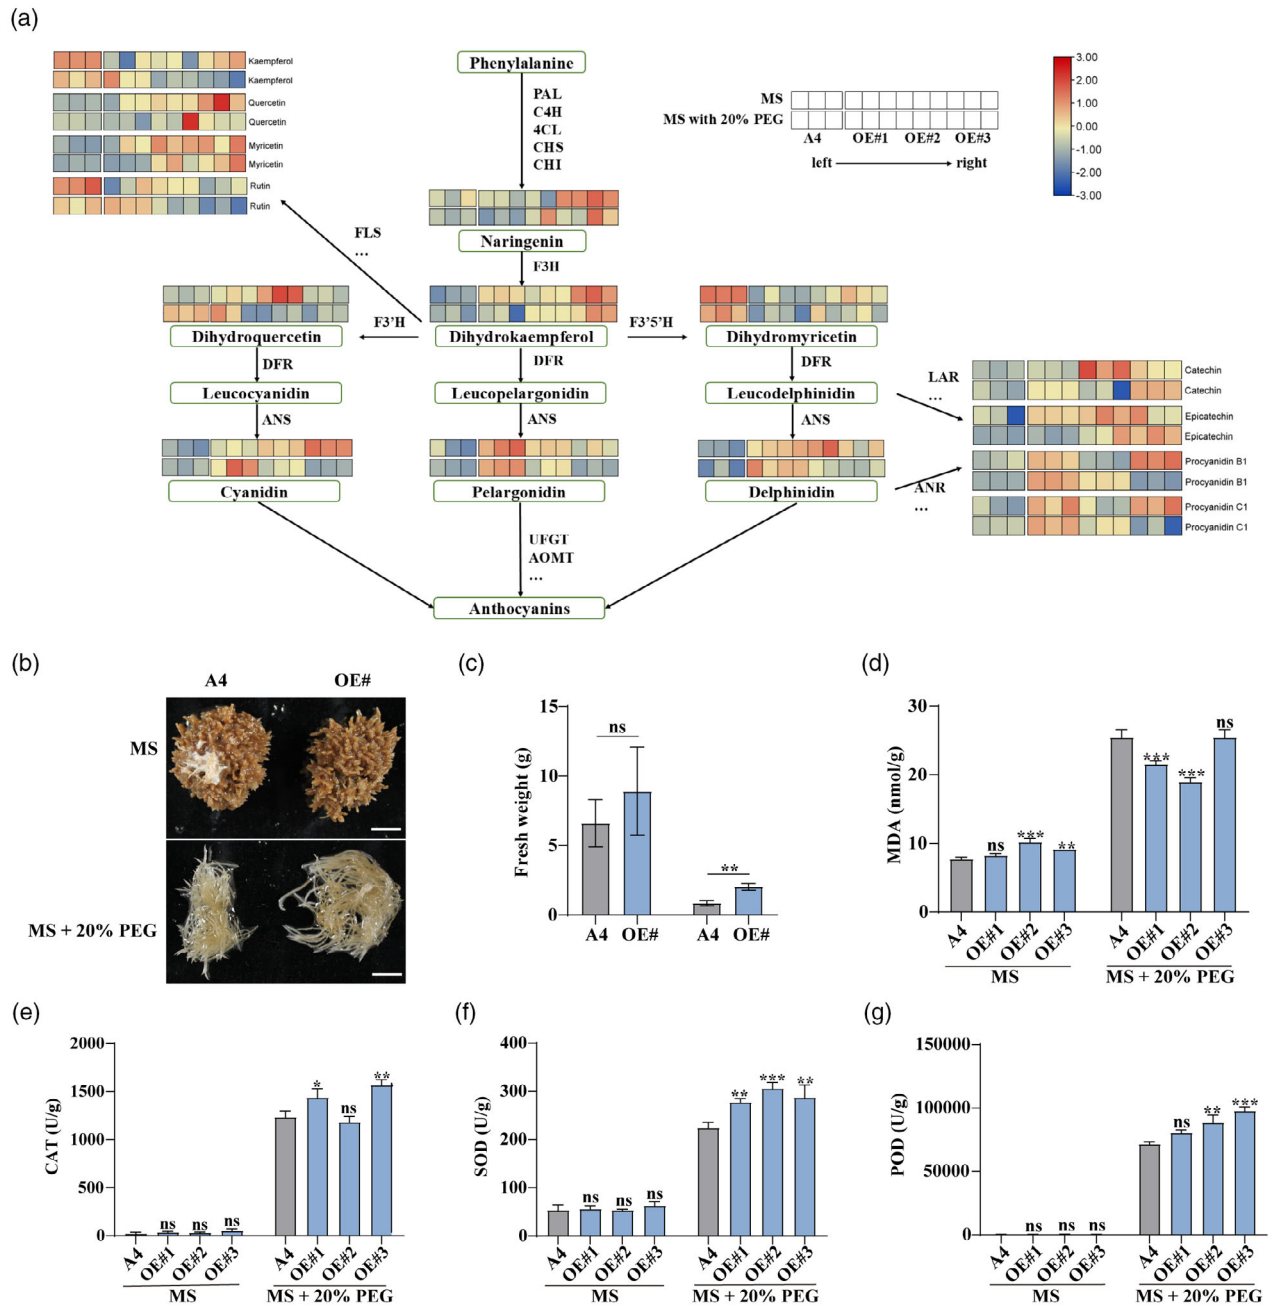 (a)
Kaempferol
Kaempferol
Quercetin
Quercetin
Myricetin
Myricetin
Rutin
Rutin
Phenylalanine
PAL
C4H
4CL
CHS
CHI
MS
MS with 20% PEG
A4 OE#1 OE#2 OE#3
left right
3.00
2.00
1.00
0.00
-1.00
-2.00
-3.00
Naringenin
FLS
...
F3H
F3'H
F3'5'H
Dihydroquercetin
Dihydrokaempferol
Dihydromyricetin
DFR
DFR
DFR
Leucocyanidin
Leucopelargonidin
Leucodelphinidin
ANS
ANS
ANS
LAR
...
Catechin
Catechin
Epicatechin
Epicatechin
Procyanidin B1
Procyanidin B1
Procyanidin C1
Procyanidin C1
ANR
...
Cyanidin
Pelargonidin
Delphinidin
UFGT
AOMT
...
Anthocyanins
(b)
A4 OE#
MS
MS + 20% PEG
(c)
Fresh weight (g)
15
10
5
0
ns
**
A4 OE# A4 OE#
(d)
MDA (nmol/g)
30
20
10
0
ns *** ** *** *** ns
A4 OE#1 OE#2 OE#3 A4 OE#1 OE#2 OE#3
MS MS + 20% PEG
(e)
CAT (U/g)
2000
1500
1000
500
0
ns ns ns * ns **
A4 OE#1 OE#2 OE#3 A4 OE#1 OE#2 OE#3
MS MS + 20% PEG
(f)
SOD (U/g)
400
300
200
100
0
ns ns ns ** *** **
A4 OE#1 OE#2 OE#3 A4 OE#1 OE#2 OE#3
MS MS + 20% PEG
(g)
POD (U/g)
150000
100000
50000
0
ns ns ns ns ** ***
A4 OE#1 OE#2 OE#3 A4 OE#1 OE#2 OE#3
MS MS + 20% PEG